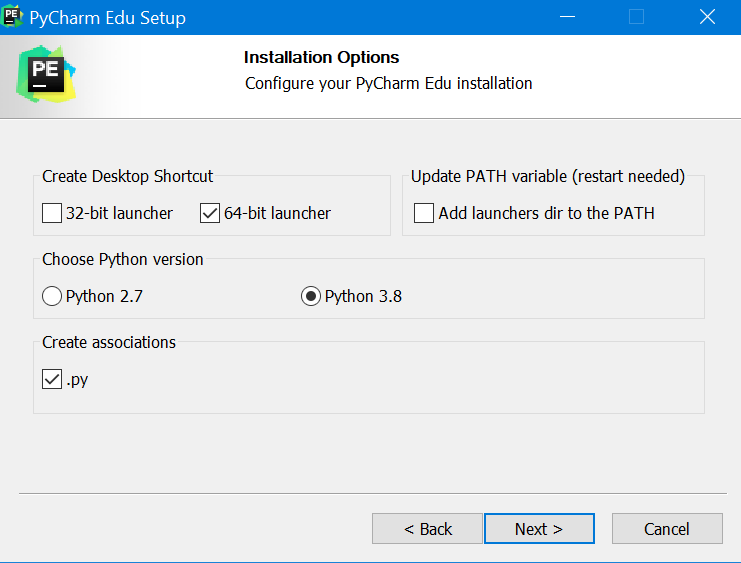 PE PyCharm Edu Setup
PE
Installation Options
Configure your PyCharm Edu installation
Create Desktop Shortcut
32-bit launcher 64-bit launcher
Update PATH variable (restart needed)
Add launchers dir to the PATH
Choose Python version
Python 2.7 Python 3.8
Create associations
.py
< Back Next > Cancel